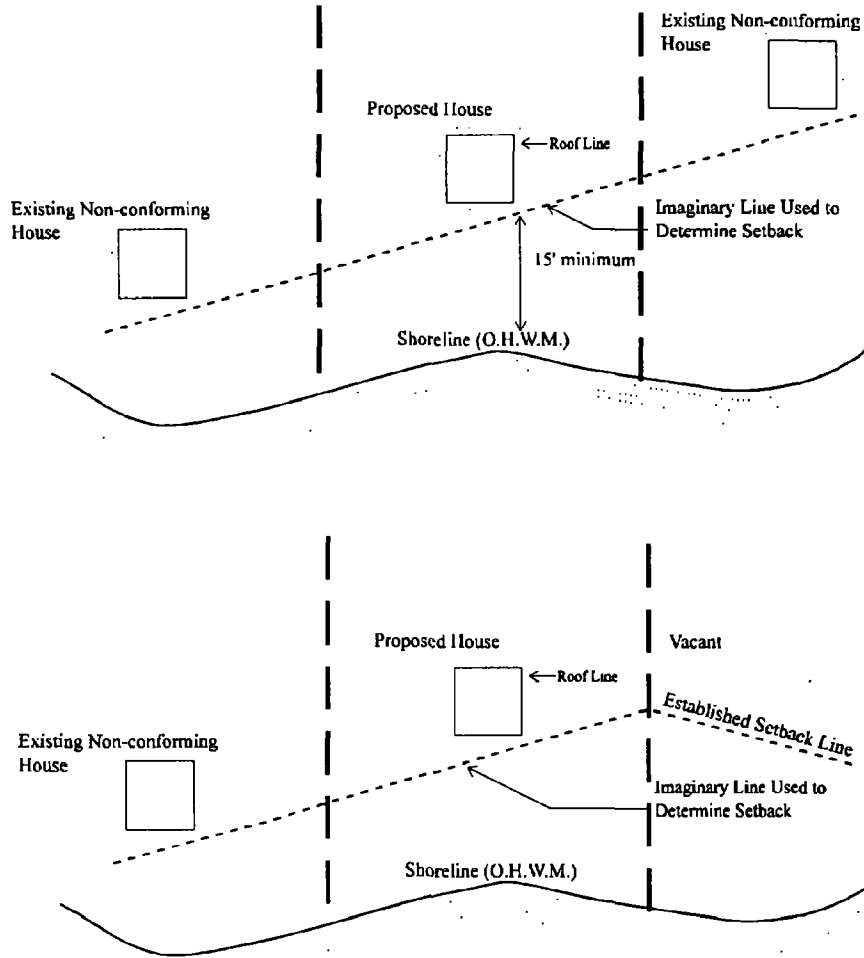 Existing Non-conforming
House
Proposed House
Roof Line
Existing Non-conforming
House
Imaginary Line Used to
Determine Setback
15' minimum
Shoreline (O.H.W.M.)
Proposed House
Vacant
Roof Line
Established Setback Line
Existing Non-conforming
House
Imaginary Line Used to
Determine Setback
Shoreline (O.H.W.M.)